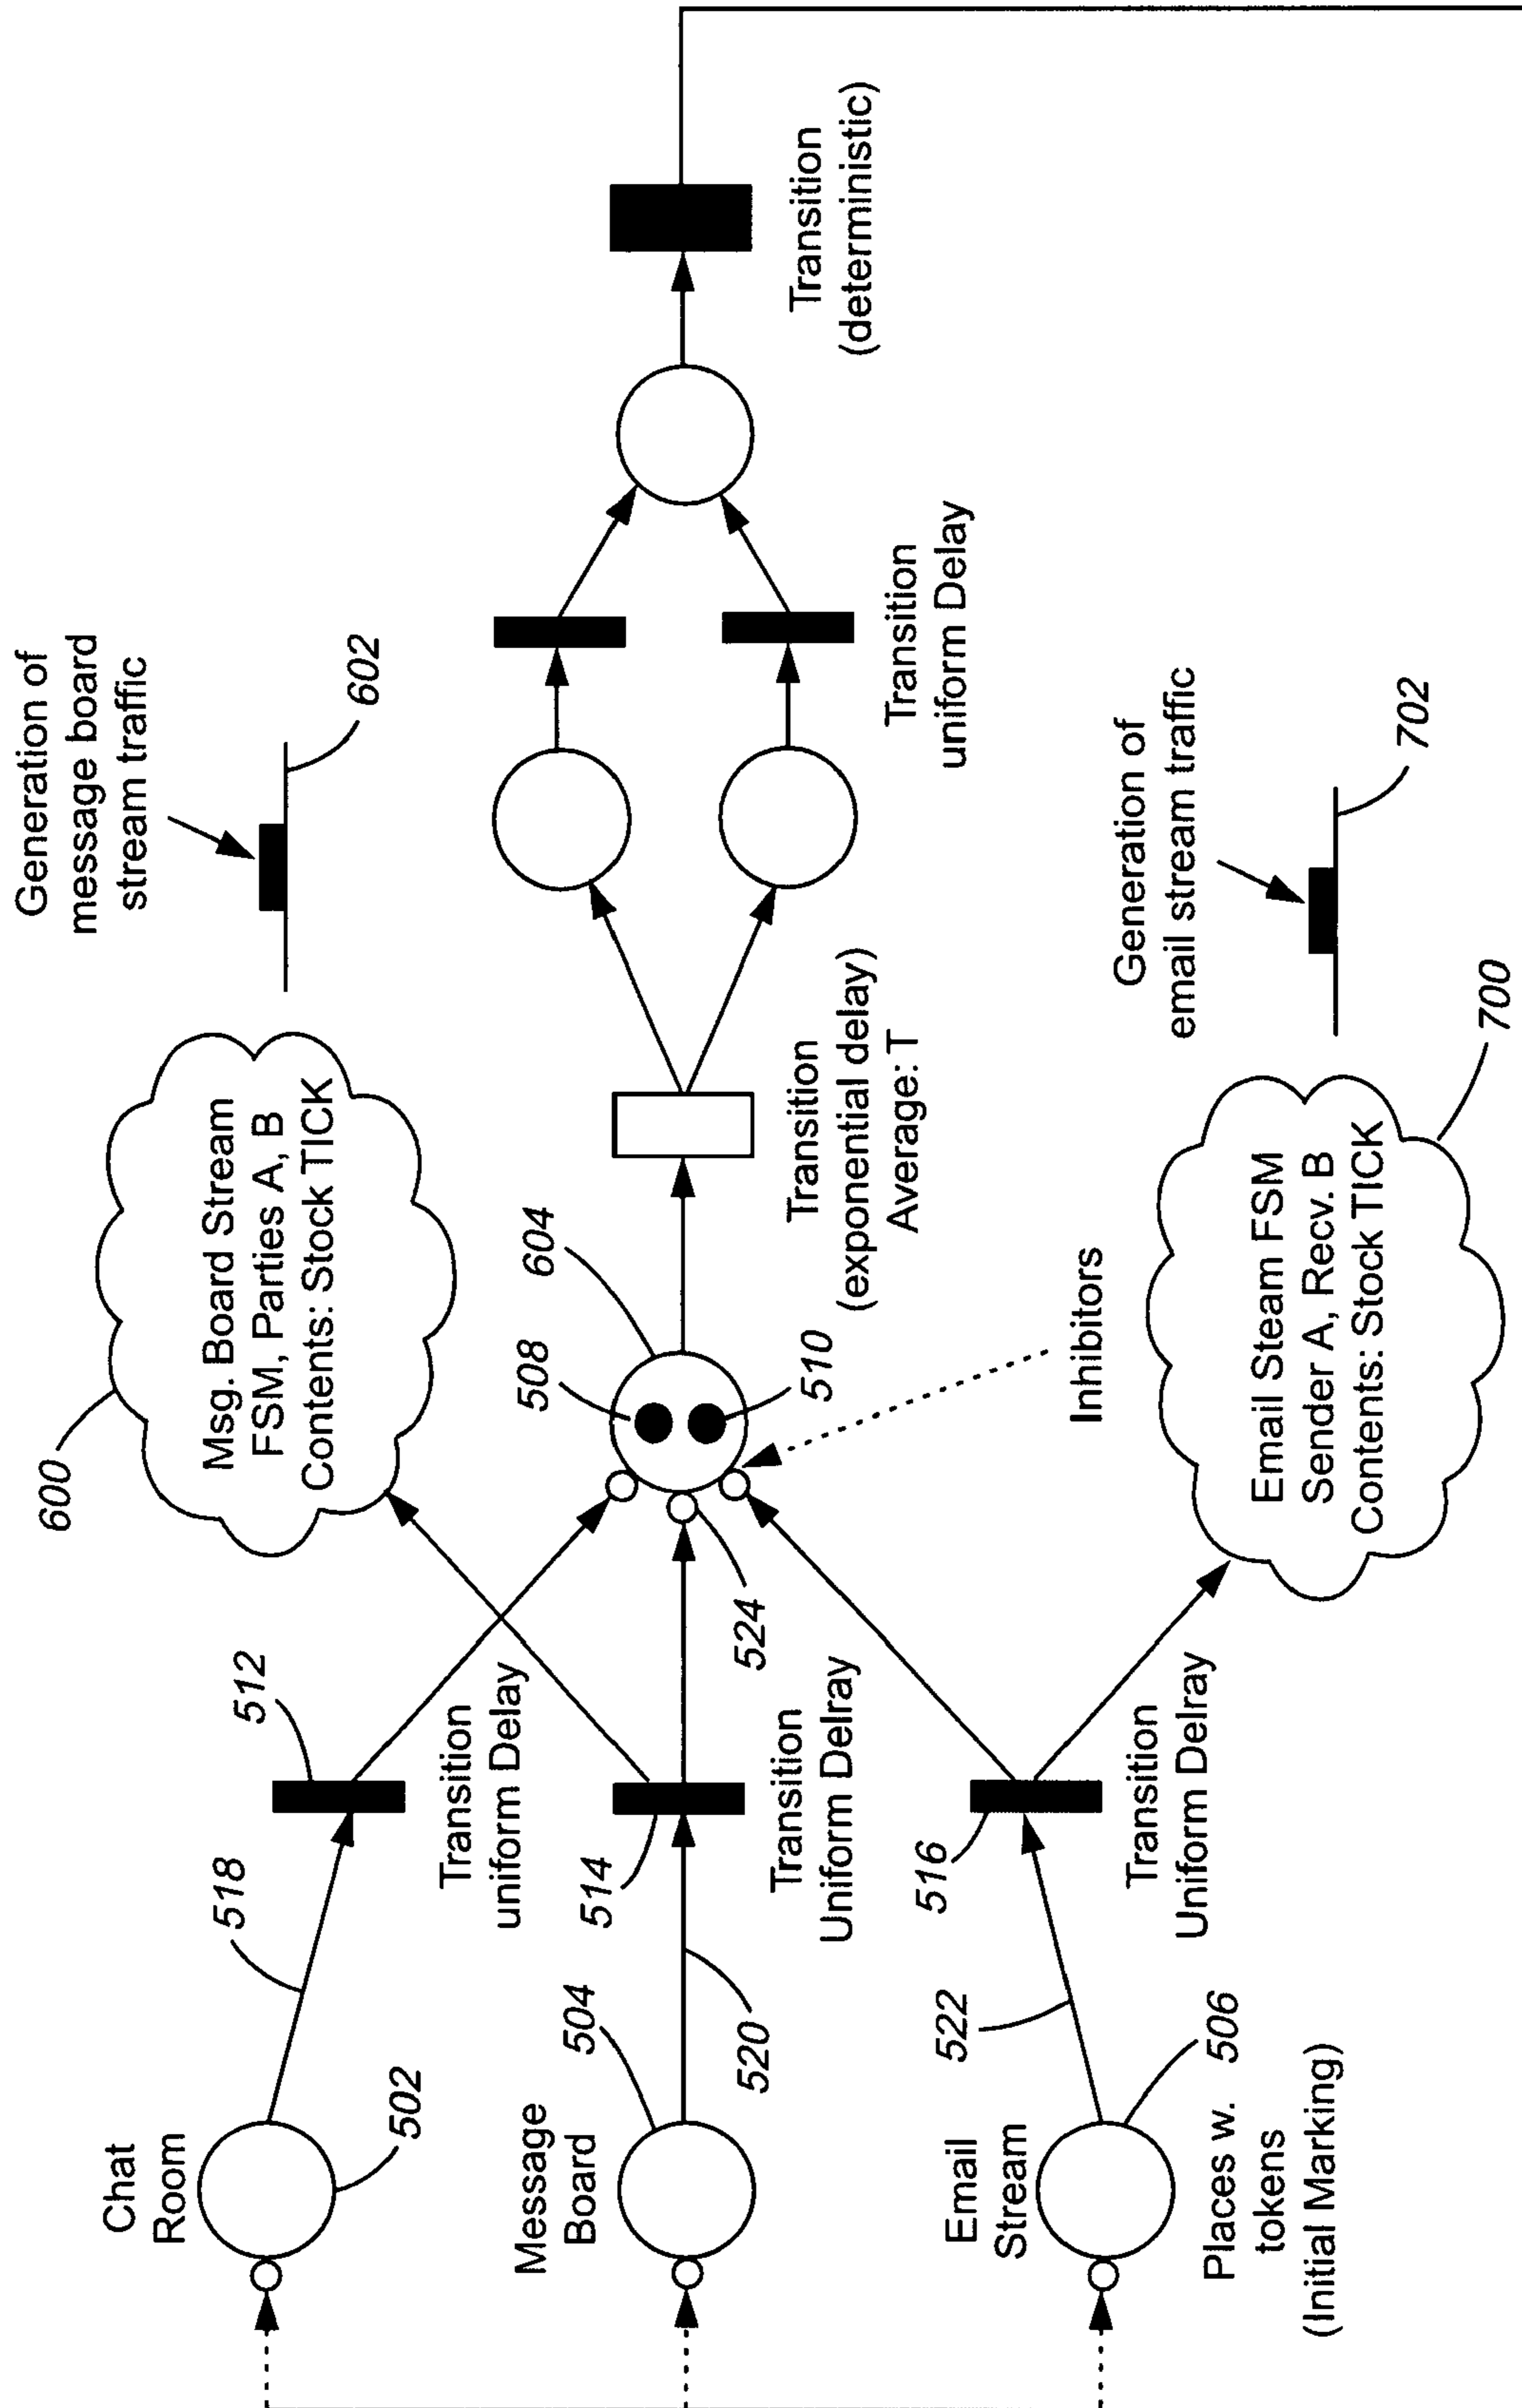 Generation of
message board
stream traffic
602
600
Msg. Board Stream
FSM, Parties A, B
Contents: Stock TICK
Chat
Room
502
518
512
Transition
uniform Delay
Message
Board
504
520
514
Transition
Uniform Delray
524
508
510
604
Transition
(exponential delay)
Average: T
Transition
uniform Delay
Transition
(deterministic)
Inhibitors
Email
Stream
506
522
516
Transition
Uniform Delray
Places w.
tokens
(Initial Marking)
Email Steam FSM
Sender A, Recv. B
Contents: Stock TICK
700
Generation of
email stream traffic
702